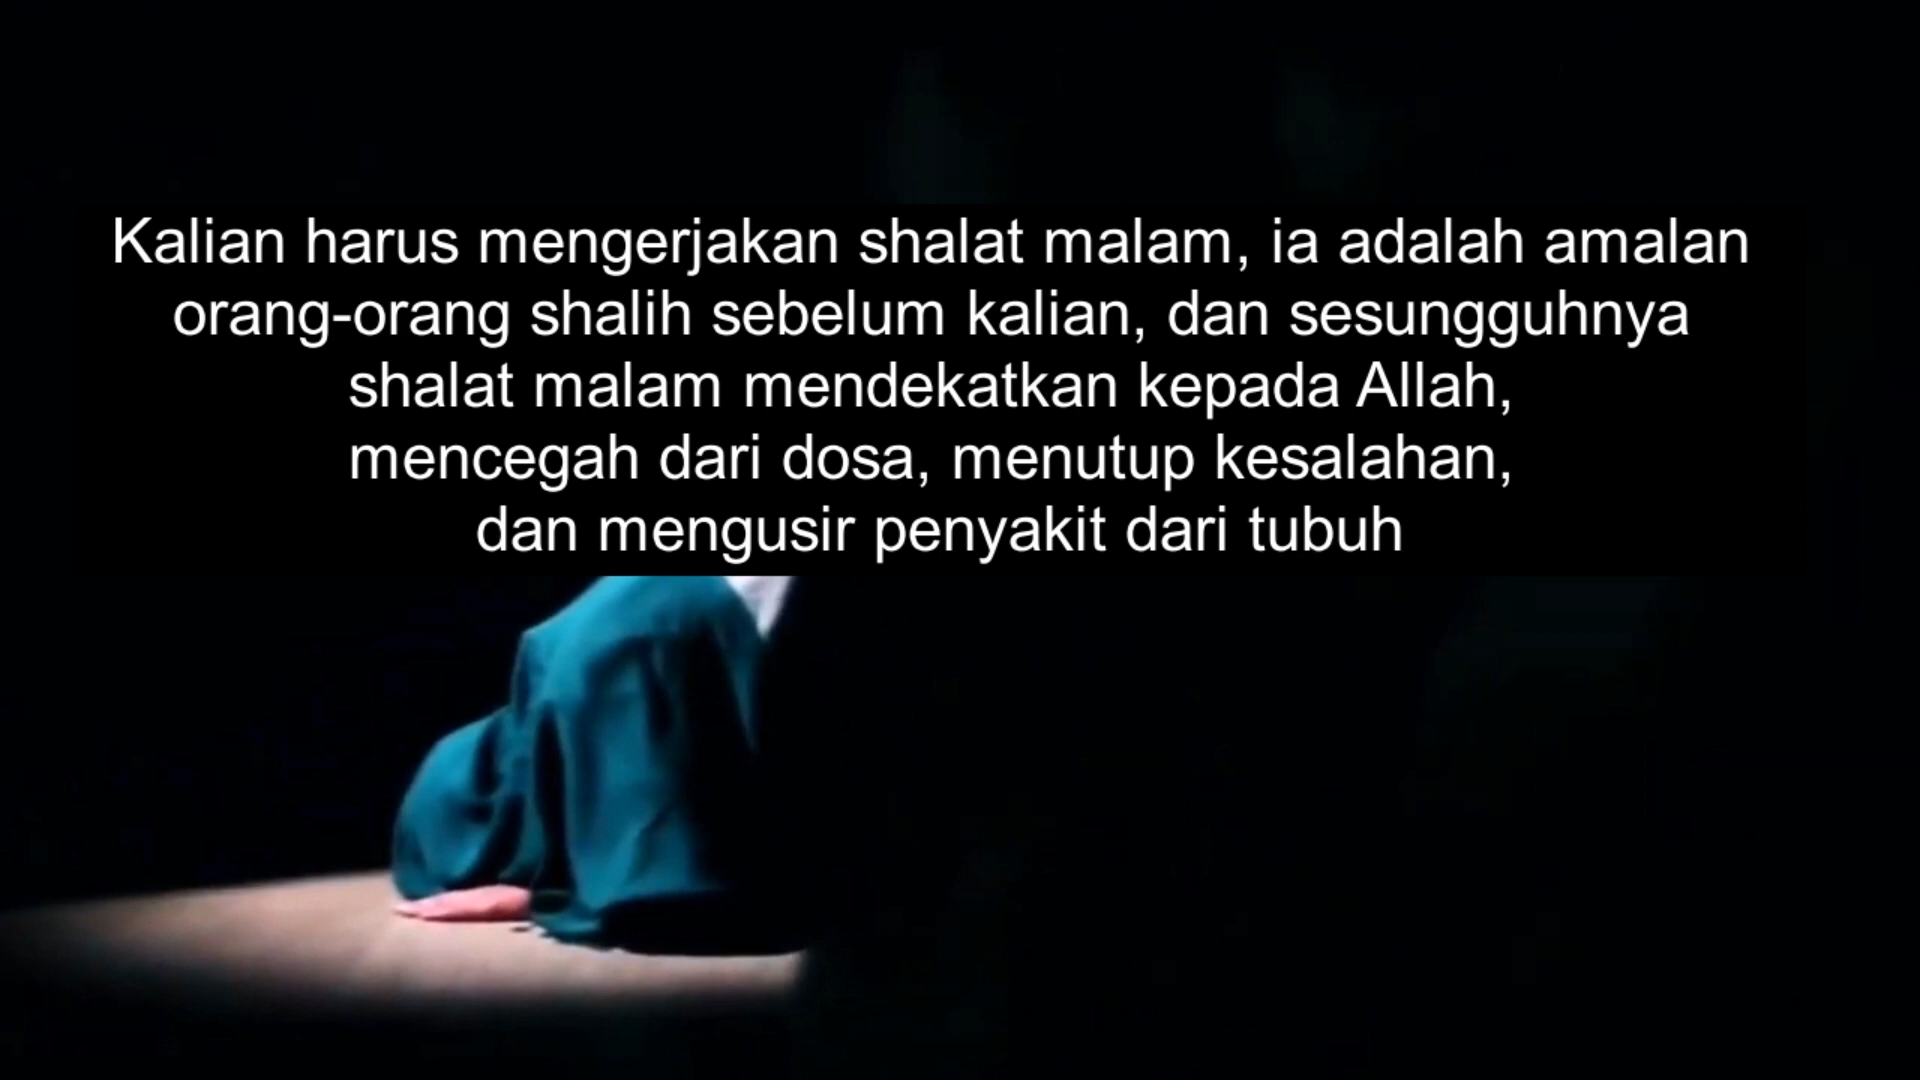 Kalian harus mengerjakan shalat malam, ia adalah amalan
orang-orang shalih sebelum kalian, dan sesungguhnya
shalat malam mendekatkan kepada Allah,
mencegah dari dosa, menutup kesalahan,
dan mengusir penyakit dari tubuh